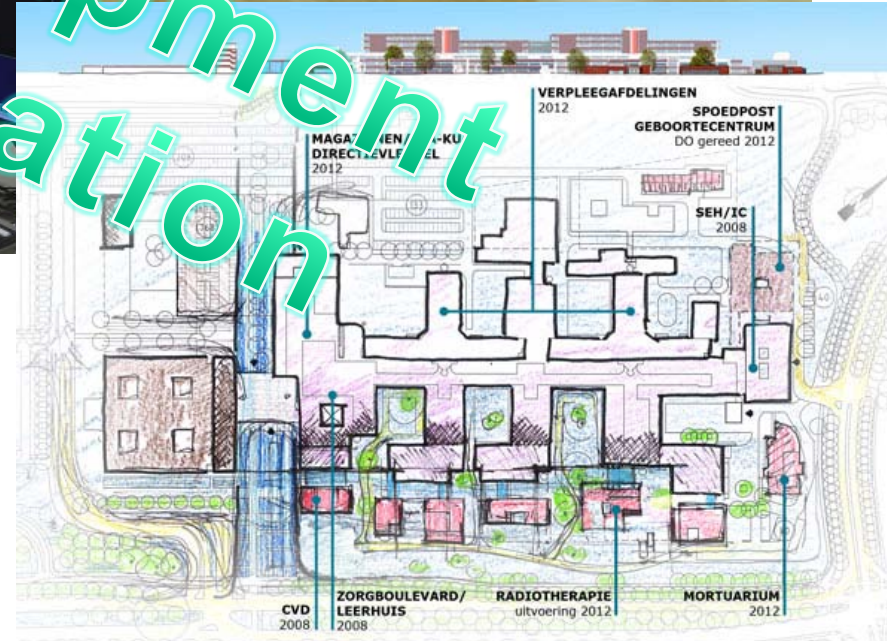 pment
ation
VERPLEEGAFDELINGEN
2012
SPOEDPOST
GEBOORTECENTRUM
DO gereed 2012
DIRECTIEVLEUGEL
2012
SEH/IC
2008
CVD
2008
ZORGBOULEVARD/
LEERHUIS
2008
RADIOTHERAPIE
uitvoering 2012
MORTUARIUM
2012